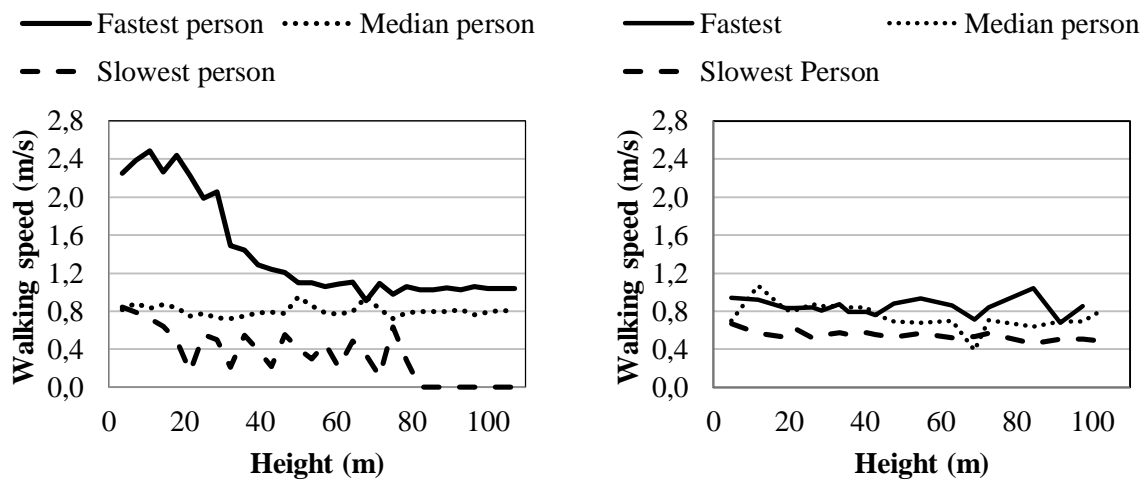 Fastest person
Median person
Slowest person
2,8
2,4
2,0
1,6
1,2
0,8
0,4
0,0
Walking speed (m/s)
0 20 40 60 80 100
Height (m)
Fastest
Median person
Slowest Person
2,8
2,4
2,0
1,6
1,2
0,8
0,4
0,0
Walking speed (m/s)
0 20 40 60 80 100
Height (m)